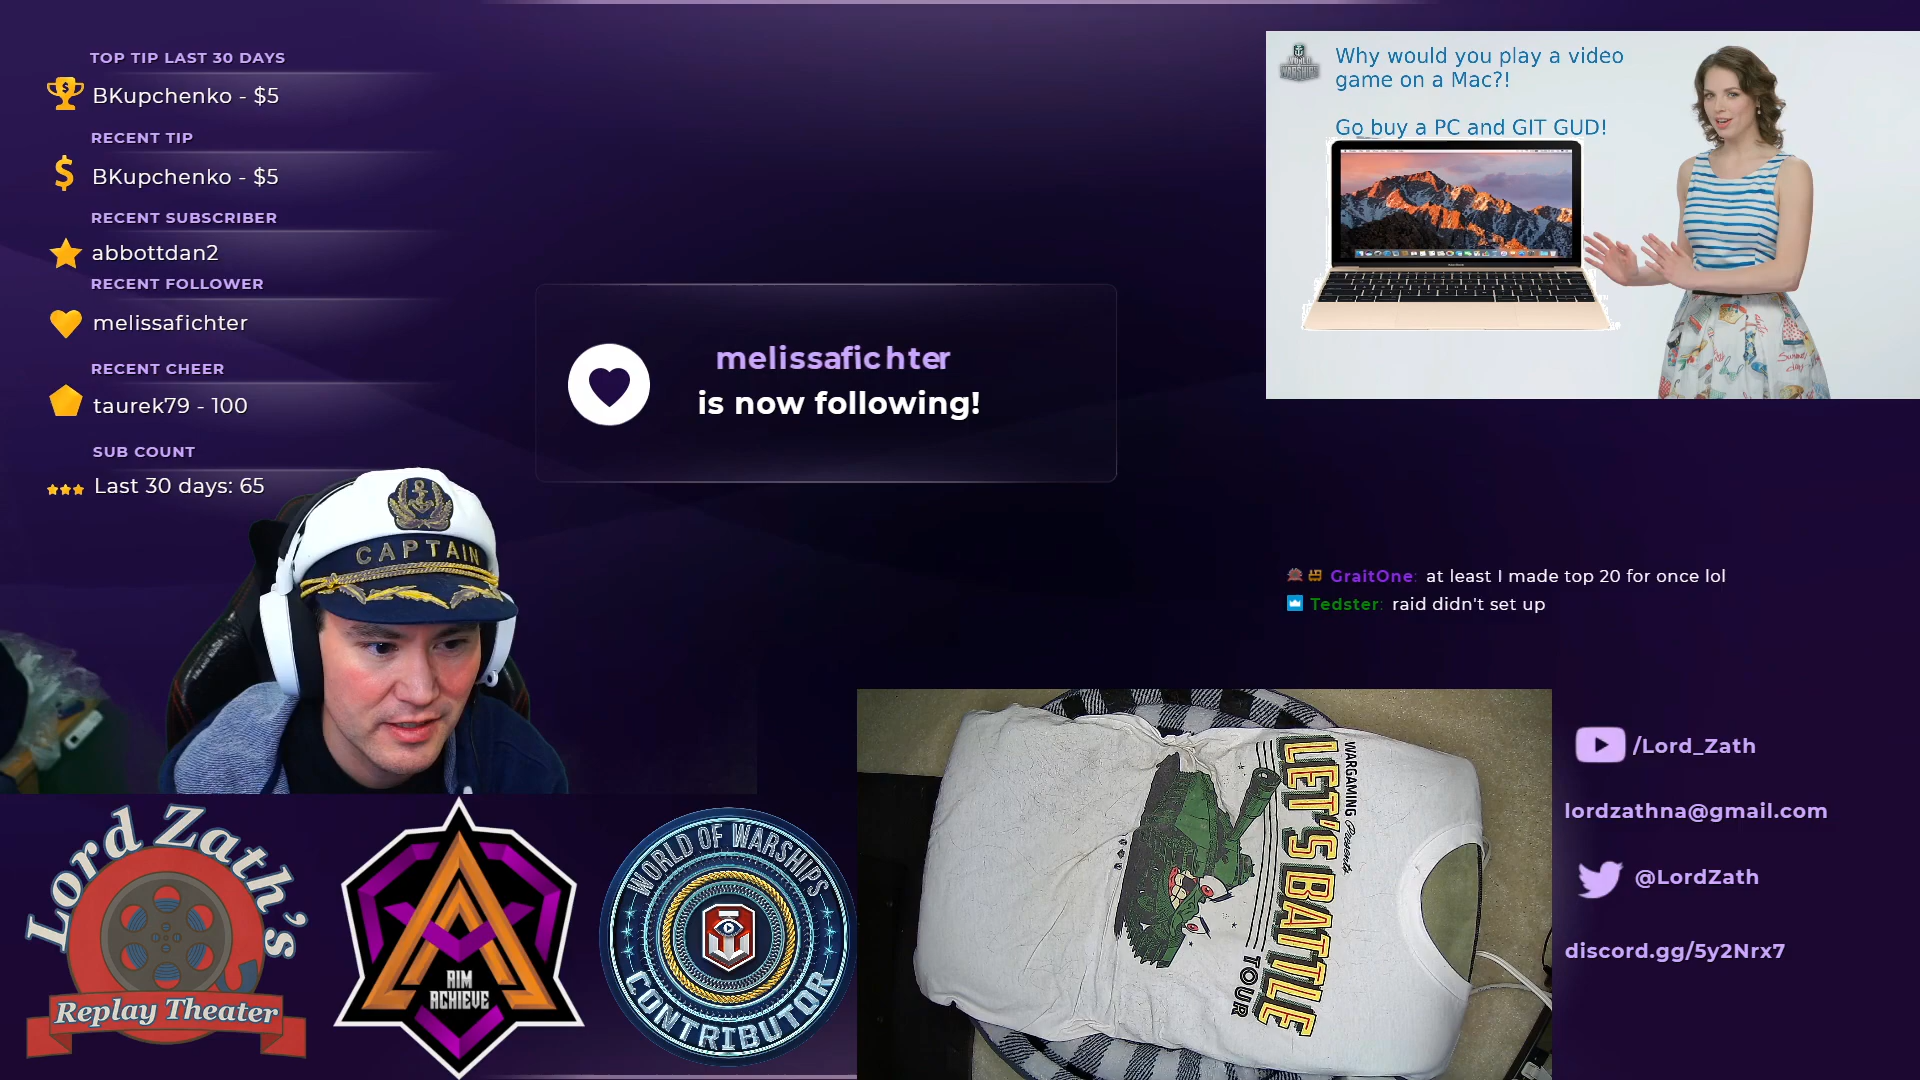 TOP TIP LAST 30 DAYS
BKupchenko - $5
RECENT TIP
BKupchenko - $5
RECENT SUBSCRIBER
abbottdan2
RECENT FOLLOWER
melissafichter
RECENT CHEER
taurek79 - 100
SUB COUNT
Last 30 days: 65
melissafichter
is now following!
WORLD OF
WARSHIPS
Why would you play a video
game on a Mac?!
Go buy a PC and GIT GUD!
GraitOne: at least I made top 20 for once lol
Tedster: raid didn't set up
CAPTAIN
Lord Zath's
Replay Theater
AIM
ACHIEVE
WORLD OF WARSHIPS
CONTRIBUTOR
WARGAMING Presents
LET'S BATTLE
TOUR
/Lord_Zath
lordzathna@gmail.com
@LordZath
discord.gg/5y2Nrx7